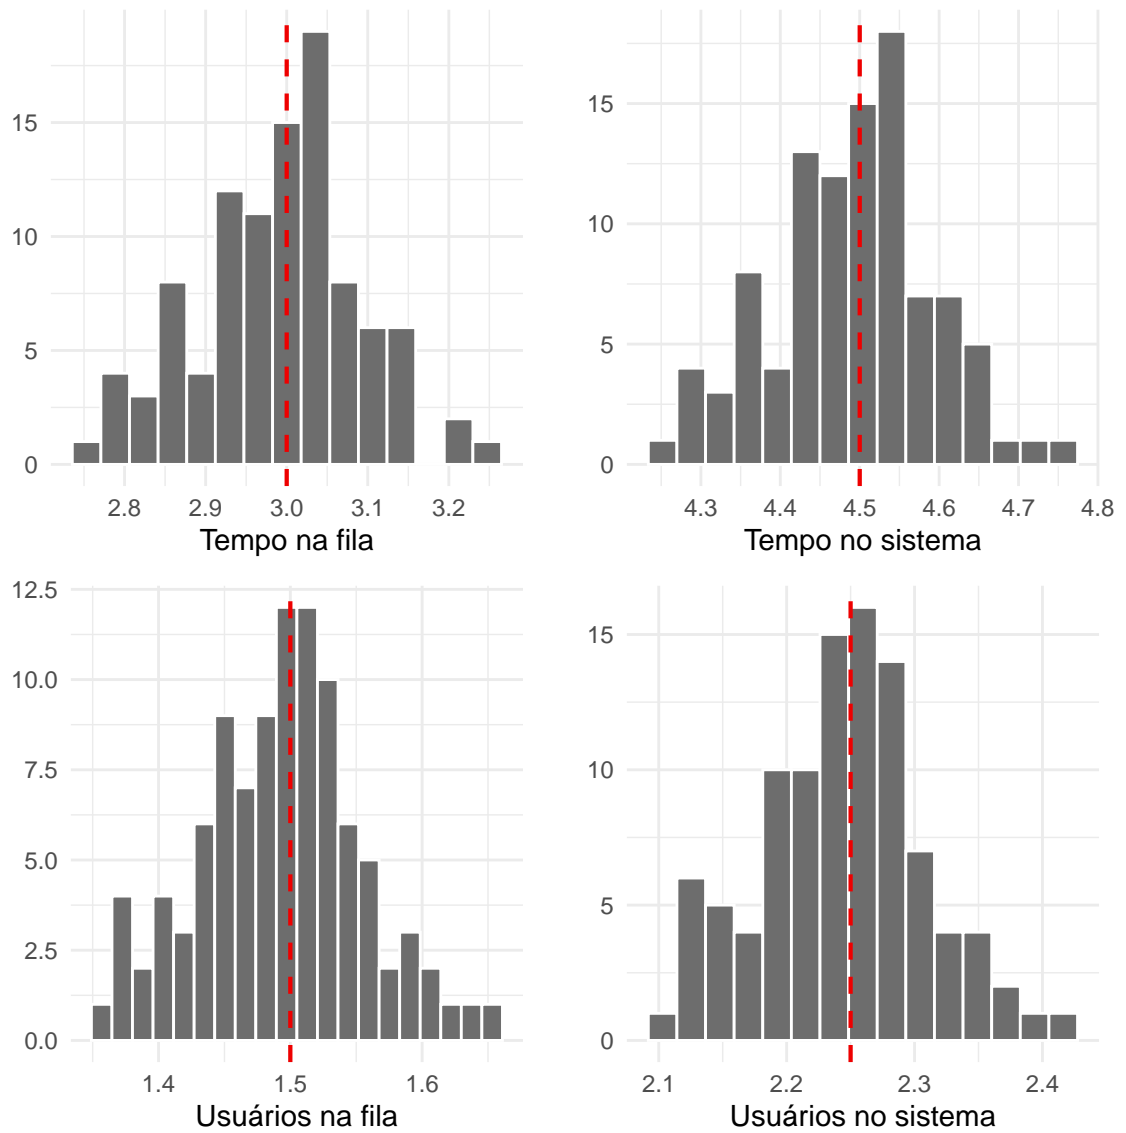 15
10
5
0
2.8 2.9 3.0 3.1 3.2
Tempo na fila
15
10
5
0
4.3 4.4 4.5 4.6 4.7 4.8
Tempo no sistema
12.5
10.0
7.5
5.0
2.5
0.0
1.4 1.5 1.6
Usuários na fila
15
10
5
0
2.1 2.2 2.3 2.4
Usuários no sistema